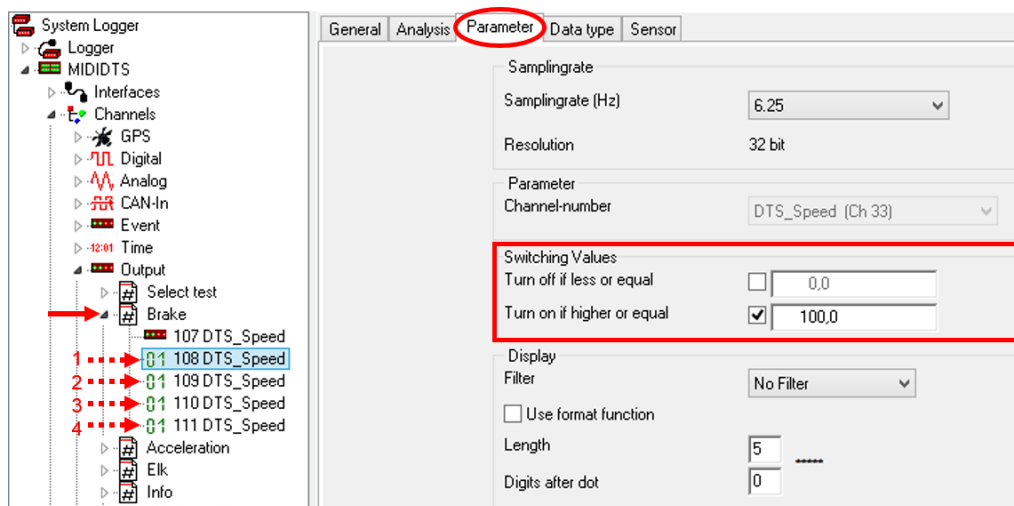 System Logger
Logger
MIDIDTS
Interfaces
Channels
GPS
Digital
Analog
CAN-In
Event
12:01 Time
Output
Select test
# Brake
107 DTS_Speed
1 01 108 DTS_Speed
2 01 109 DTS_Speed
3 01 110 DTS_Speed
4 01 111 DTS_Speed
# Acceleration
# Elk
# Info
General Analysis Parameter Data type Sensor
Samplingrate
Samplingrate (Hz) 6.25
Resolution 32 bit
Parameter
Channel-number DTS_Speed (Ch 33)
Switching Values
Turn off if less or equal 0,0
Turn on if higher or equal 100,0
Display
Filter No Filter
Use format function
Length 5
Digits after dot 0